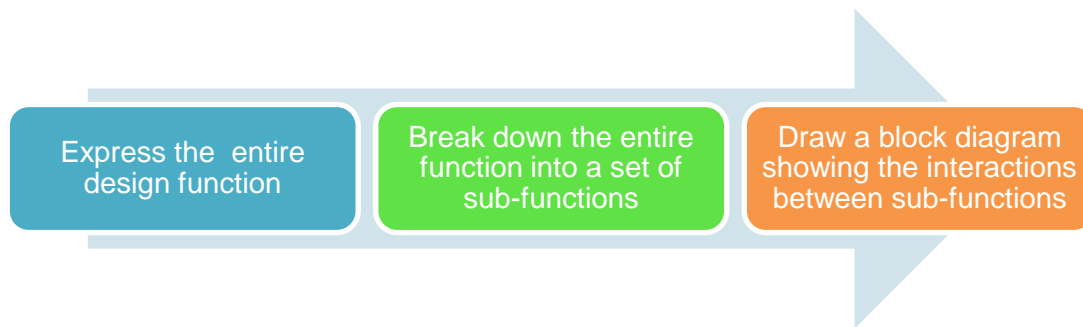 Express the entire
design function
Break down the entire
function into a set of
sub-functions
Draw a block diagram
showing the interactions
between sub-functions